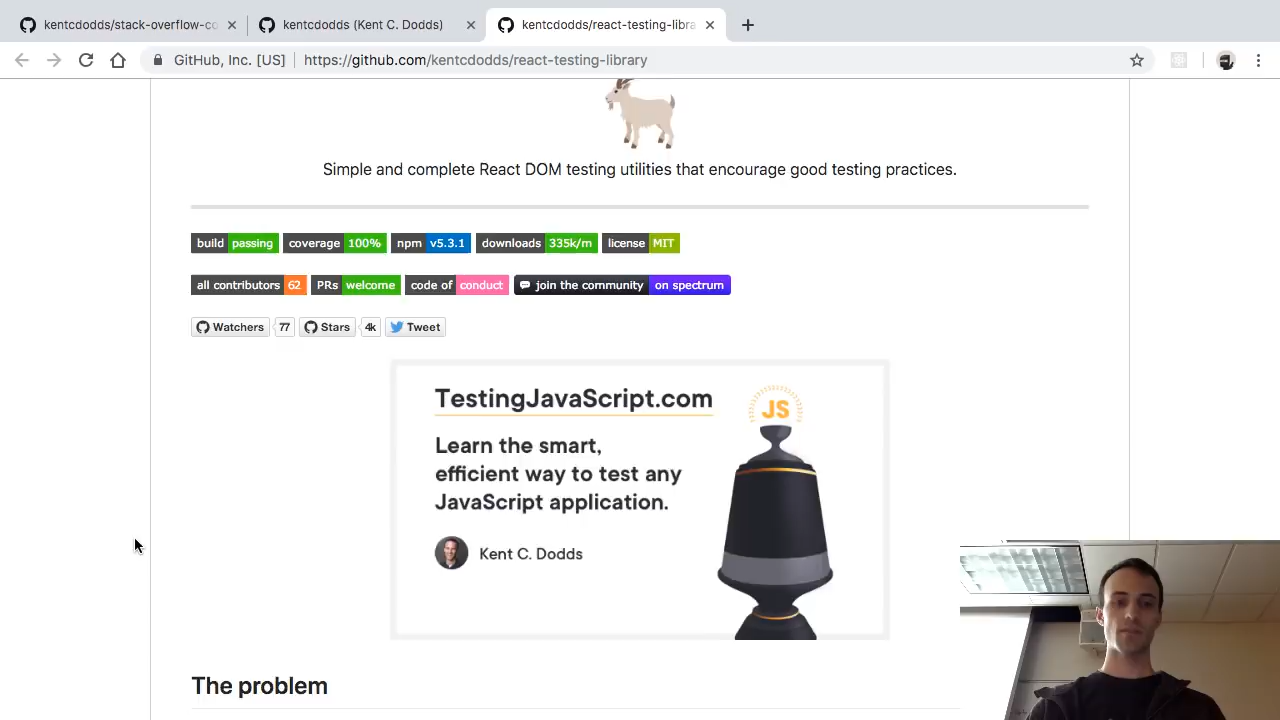 kentcdodds/stack-overflow-co
kentcdodds (Kent C. Dodds)
kentcdodds/react-testing-libra
GitHub, Inc. [US]
https://github.com/kentcdodds/react-testing-library
Simple and complete React DOM testing utilities that encourage good testing practices.
build passing coverage 100% npm v5.3.1 downloads 335k/m license MIT
all contributors 62 PRs welcome code of conduct join the community on spectrum
Watchers 77 Stars 4k Tweet
TestingJavaScript.com
JS
Learn the smart,
efficient way to test any
JavaScript application.
Kent C. Dodds
The problem